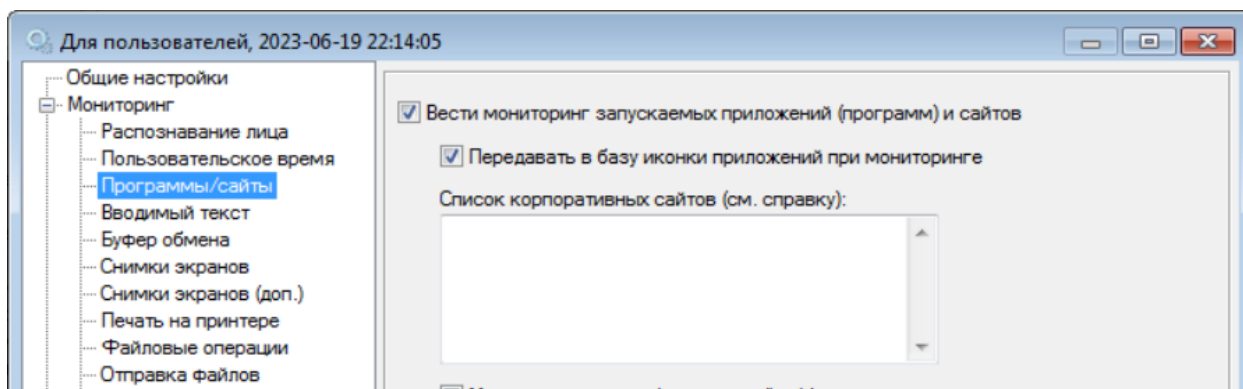 Для пользователей, 2023-06-19 22:14:05
Общие настройки
Мониторинг
Распознавание лица
Пользовательское время
Программы/сайты
Вводимый текст
Буфер обмена
Снимки экранов
Снимки экранов (доп.)
Печать на принтере
Файловые операции
Отправка файлов
Вести мониторинг запускаемых приложений (программ) и сайтов
Передавать в базу иконки приложений при мониторинге
Список корпоративных сайтов (см. справку):